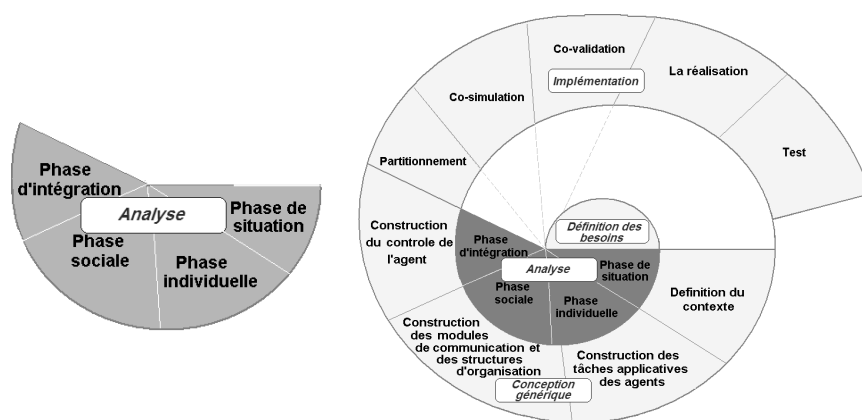 Phase
d'intégration
Analyse
Phase de
situation
Phase
sociale
Phase
individuelle
Co-validation
Implémentation
La réalisation
Co-simulation
Test
Partitionnement
Construction
du controle de
l'agent
Définition des
besoins
Phase
d'intégration
Analyse
Phase de
situation
Phase
sociale
Phase
individuelle
Definition du
contexte
Construction
des modules
de communication et
des structures
d'organisation
Construction des
tâches applicatives
des agents
Conception
générique